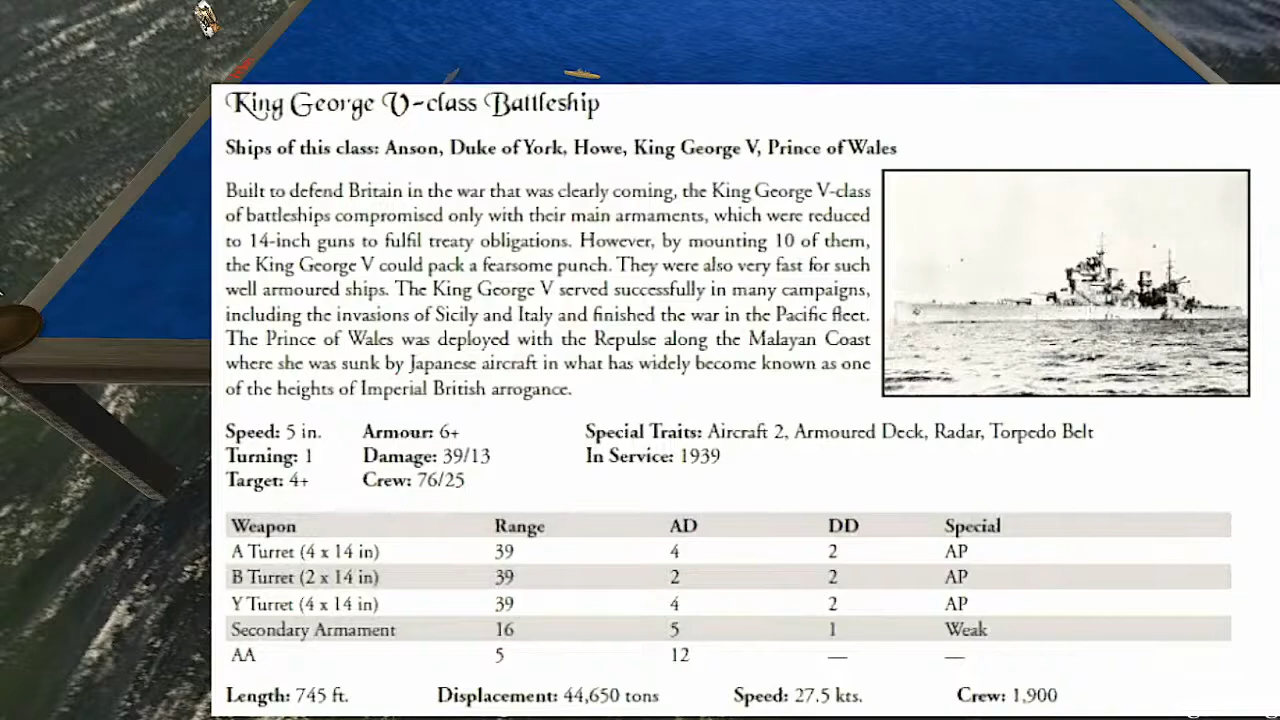 King George V-class Battleship
Ships of this class: Anson, Duke of York, Howe, King George V, Prince of Wales
Built to defend Britain in the war that was clearly coming, the King George V-class
of battleships compromised only with their main armaments, which were reduced
to 14-inch guns to fulfil treaty obligations. However, by mounting 10 of them,
the King George V could pack a fearsome punch. They were also very fast for such
well armoured ships. The King George V served successfully in many campaigns,
including the invasions of Sicily and Italy and finished the war in the Pacific fleet.
The Prince of Wales was deployed with the Repulse along the Malayan Coast
where she was sunk by Japanese aircraft in what has widely become known as one
of the heights of Imperial British arrogance.
Speed: 5 in. Armour: 6+ Special Traits: Aircraft 2, Armoured Deck, Radar, Torpedo Belt
Turning: 1 Damage: 39/13 In Service: 1939
Target: 4+ Crew: 76/25
Weapon Range AD DD Special
A Turret (4 x 14 in) 39 4 2 AP
B Turret (2 x 14 in) 39 2 2 AP
Y Turret (4 x 14 in) 39 4 2 AP
Secondary Armament 16 5 1 Weak
AA 5 12 — —
Length: 745 ft. Displacement: 44,650 tons Speed: 27.5 kts. Crew: 1,900